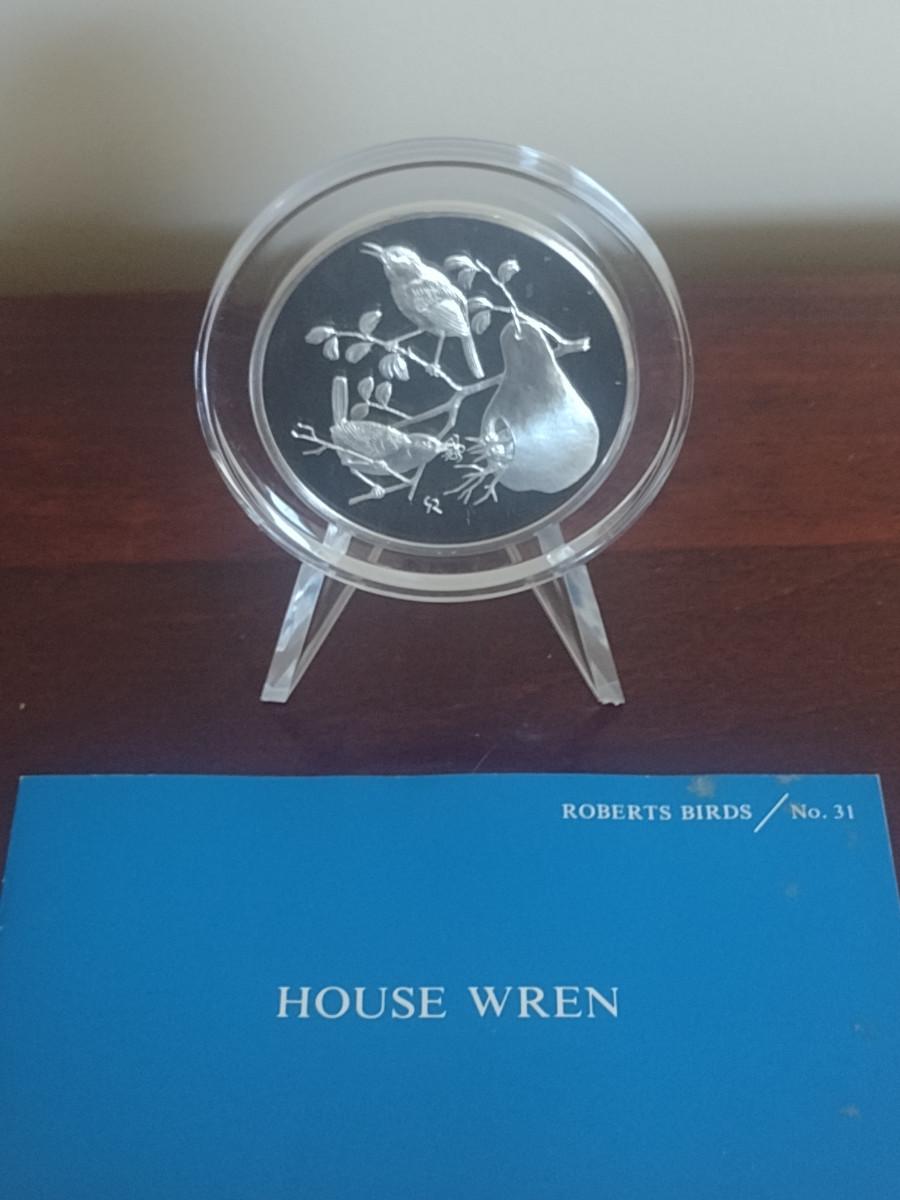 ROBERTS BIRDS / No. 31
HOUSE WREN